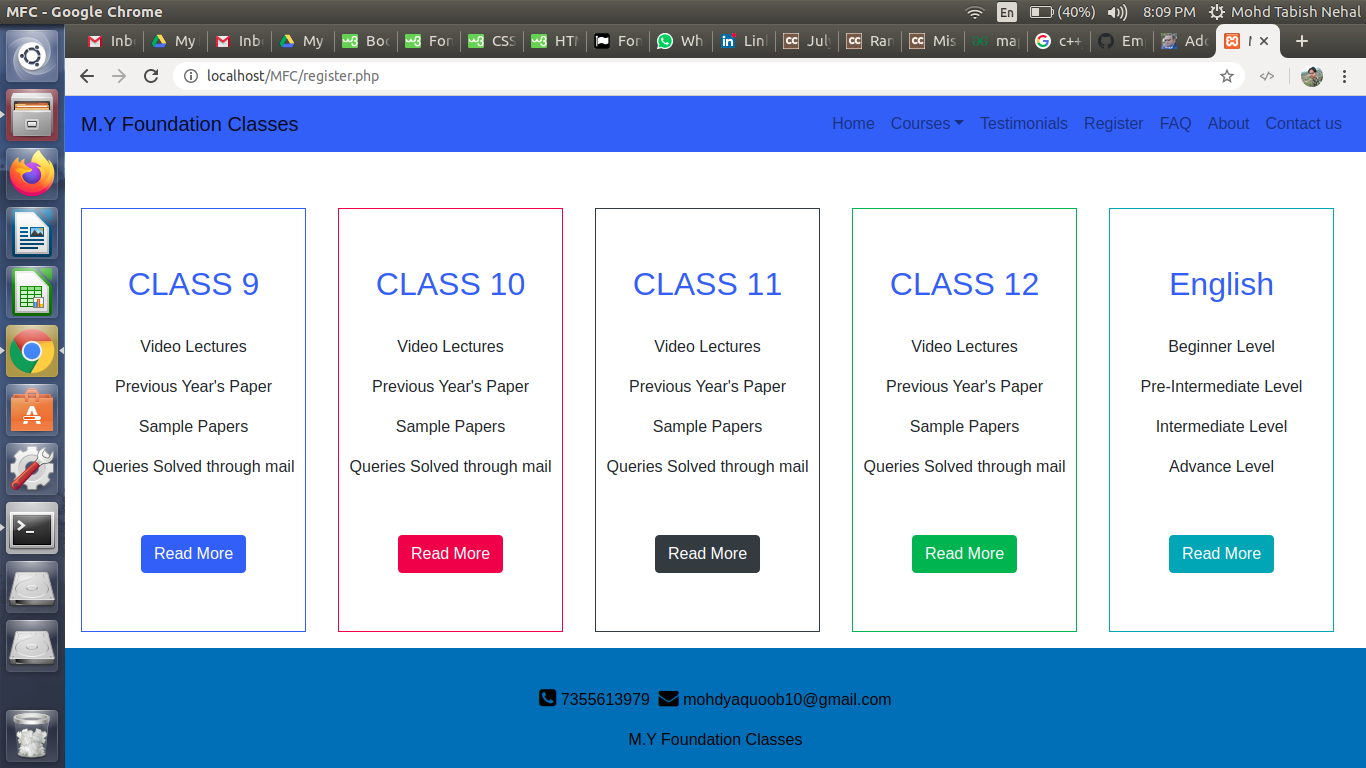 MFC - Google Chrome
En (40%) 8:09 PM Mohd Tabish Nehal
Inb My Inb My Boo For CSS HTM For Wh Lin July Ran Mis map c++ Em Add
localhost/MFC/register.php
M.Y Foundation Classes Home Courses Testimonials Register FAQ About Contact us
CLASS 9
Video Lectures
Previous Year's Paper
Sample Papers
Queries Solved through mail
Read More
CLASS 10
Video Lectures
Previous Year's Paper
Sample Papers
Queries Solved through mail
Read More
CLASS 11
Video Lectures
Previous Year's Paper
Sample Papers
Queries Solved through mail
Read More
CLASS 12
Video Lectures
Previous Year's Paper
Sample Papers
Queries Solved through mail
Read More
English
Beginner Level
Pre-Intermediate Level
Intermediate Level
Advance Level
Read More
7355613979 mohdyaquoob10@gmail.com
M.Y Foundation Classes